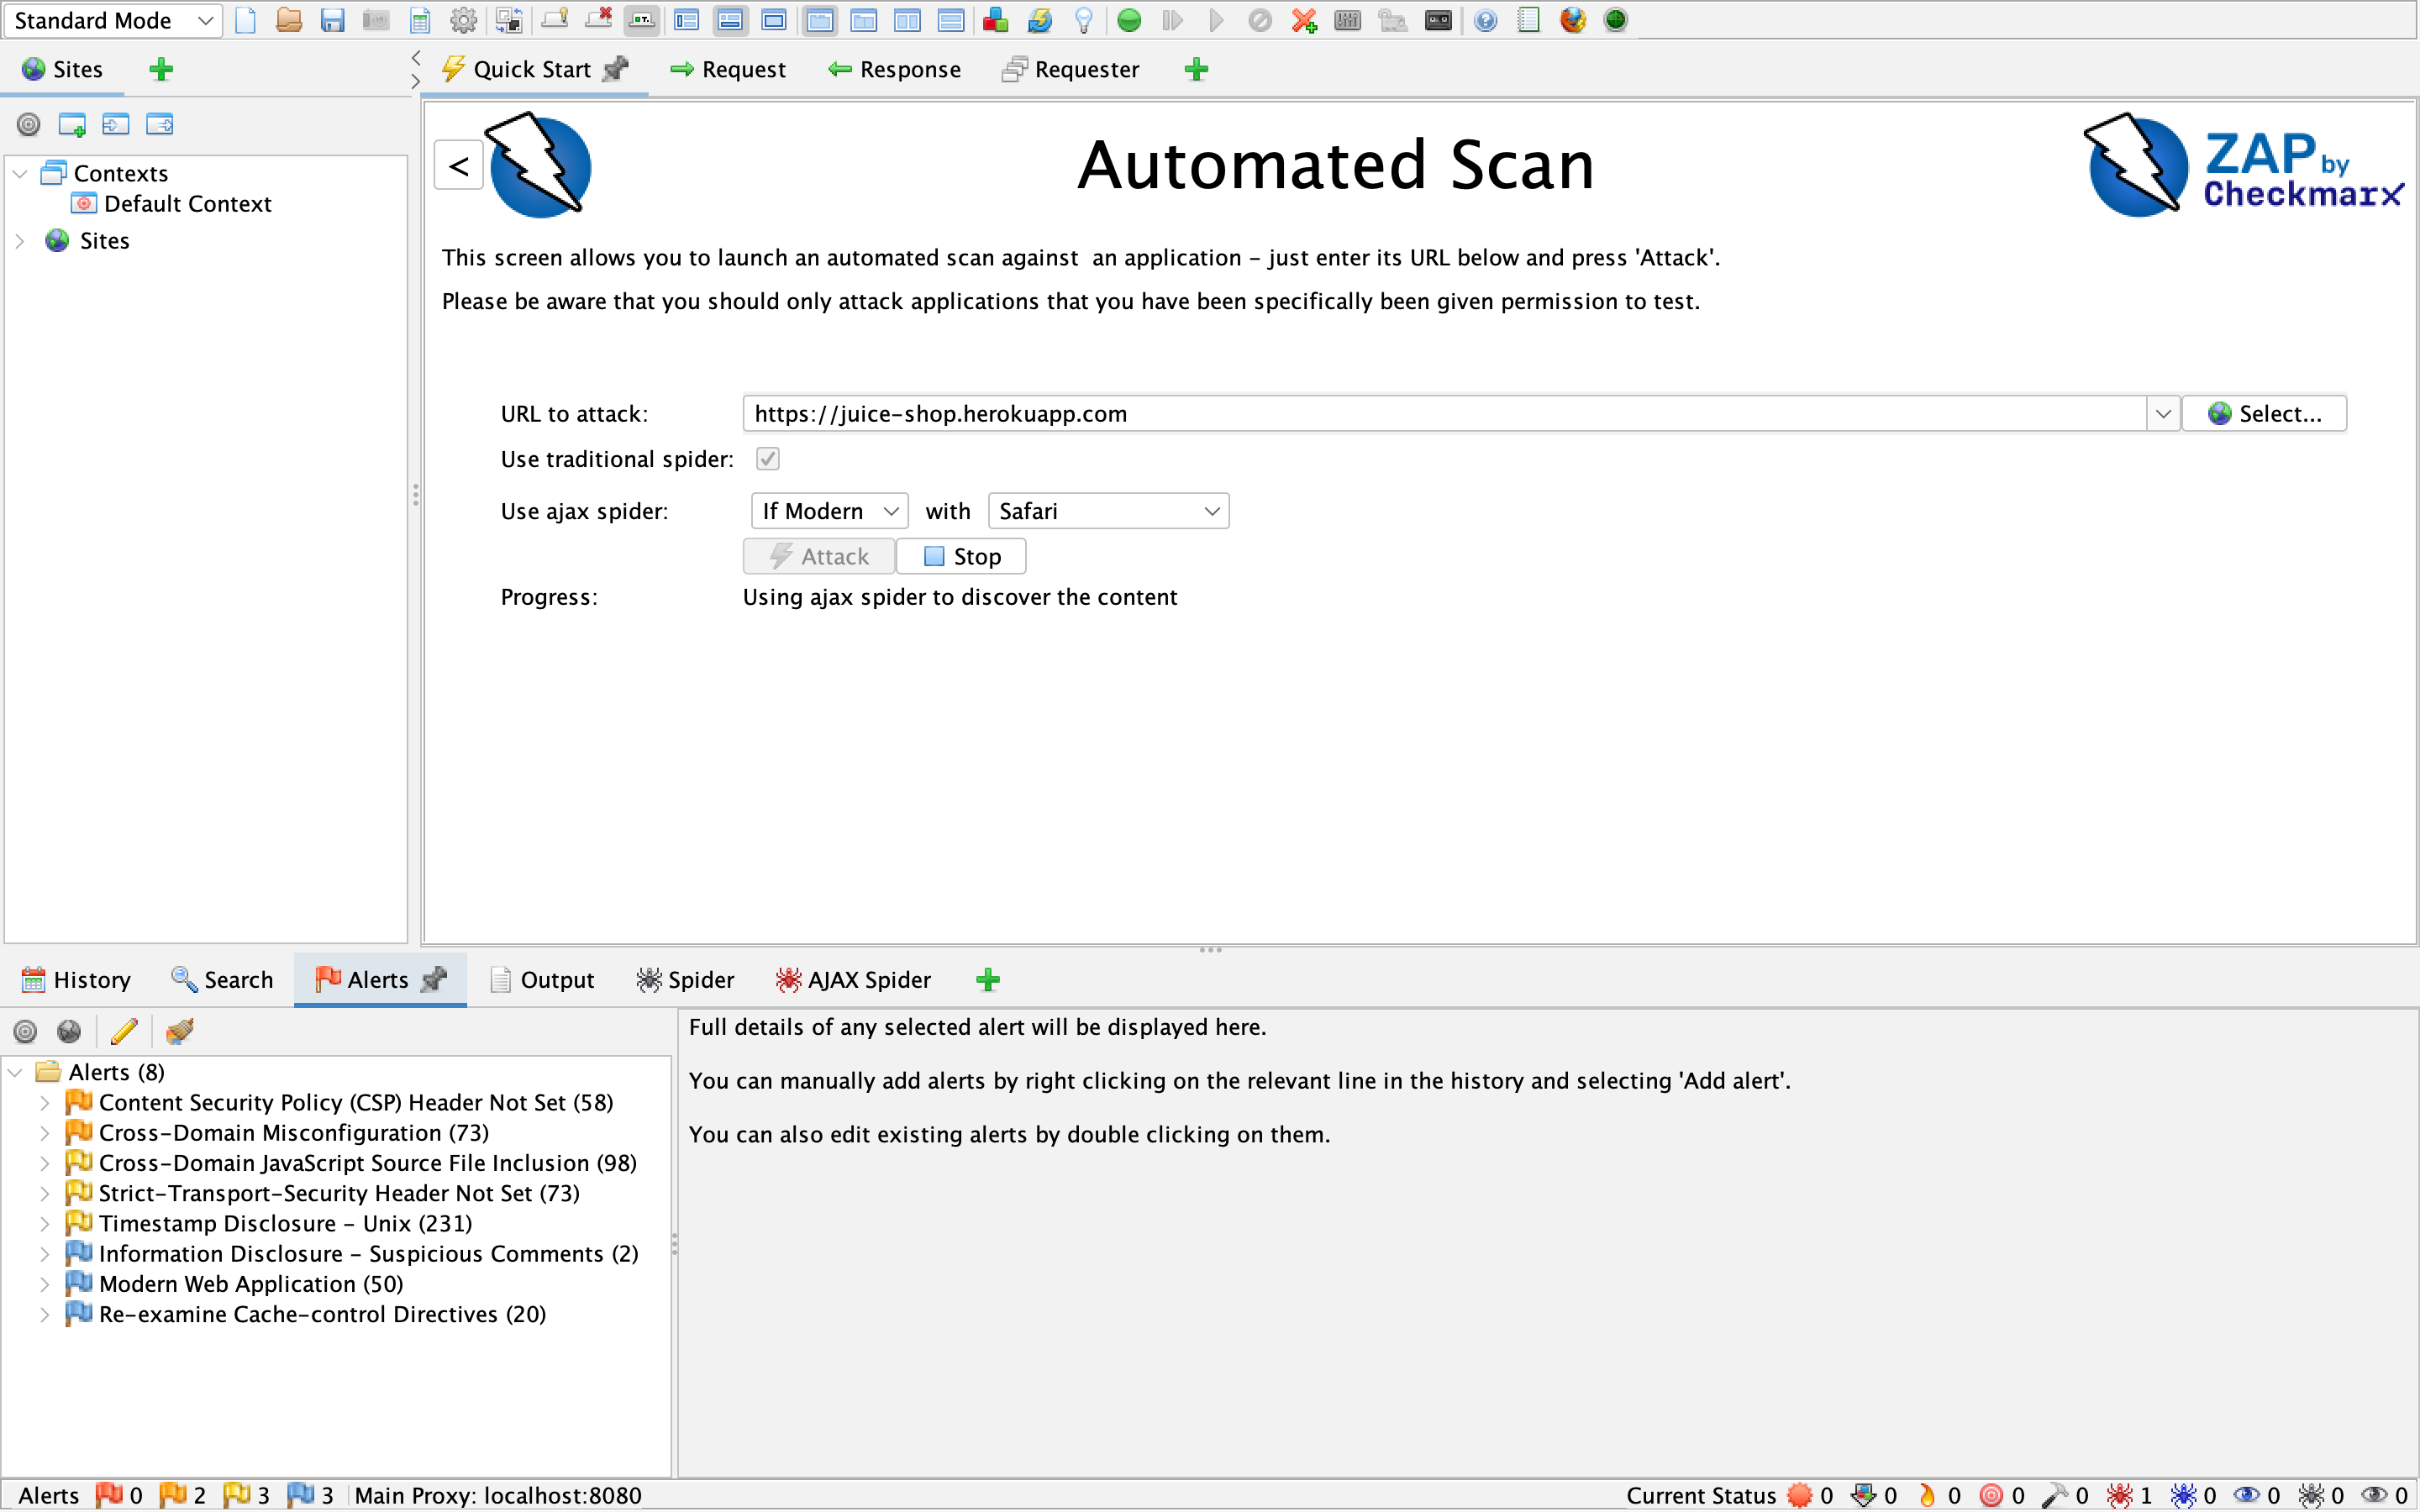 Standard Mode
Sites
Quick Start
Request
Response
Requester
Contexts
Default Context
Sites
<
Automated Scan
ZAP by
Checkmarx
This screen allows you to launch an automated scan against  an application – just enter its URL below and press 'Attack'.
Please be aware that you should only attack applications that you have been specifically been given permission to test.
URL to attack:
https://juice-shop.herokuapp.com
Select...
Use traditional spider:
Use ajax spider:
If Modern
with
Safari
Attack
Stop
Progress:
Using ajax spider to discover the content
History
Search
Alerts
Output
Spider
AJAX Spider
Alerts (8)
Content Security Policy (CSP) Header Not Set (58)
Cross-Domain Misconfiguration (73)
Cross-Domain JavaScript Source File Inclusion (98)
Strict-Transport-Security Header Not Set (73)
Timestamp Disclosure – Unix (231)
Information Disclosure – Suspicious Comments (2)
Modern Web Application (50)
Re-examine Cache-control Directives (20)
Full details of any selected alert will be displayed here.
You can manually add alerts by right clicking on the relevant line in the history and selecting 'Add alert'.
You can also edit existing alerts by double clicking on them.
Alerts 0 2 3 3 Main Proxy: localhost:8080
Current Status 0 0 0 0 0 1 0 0 0 0